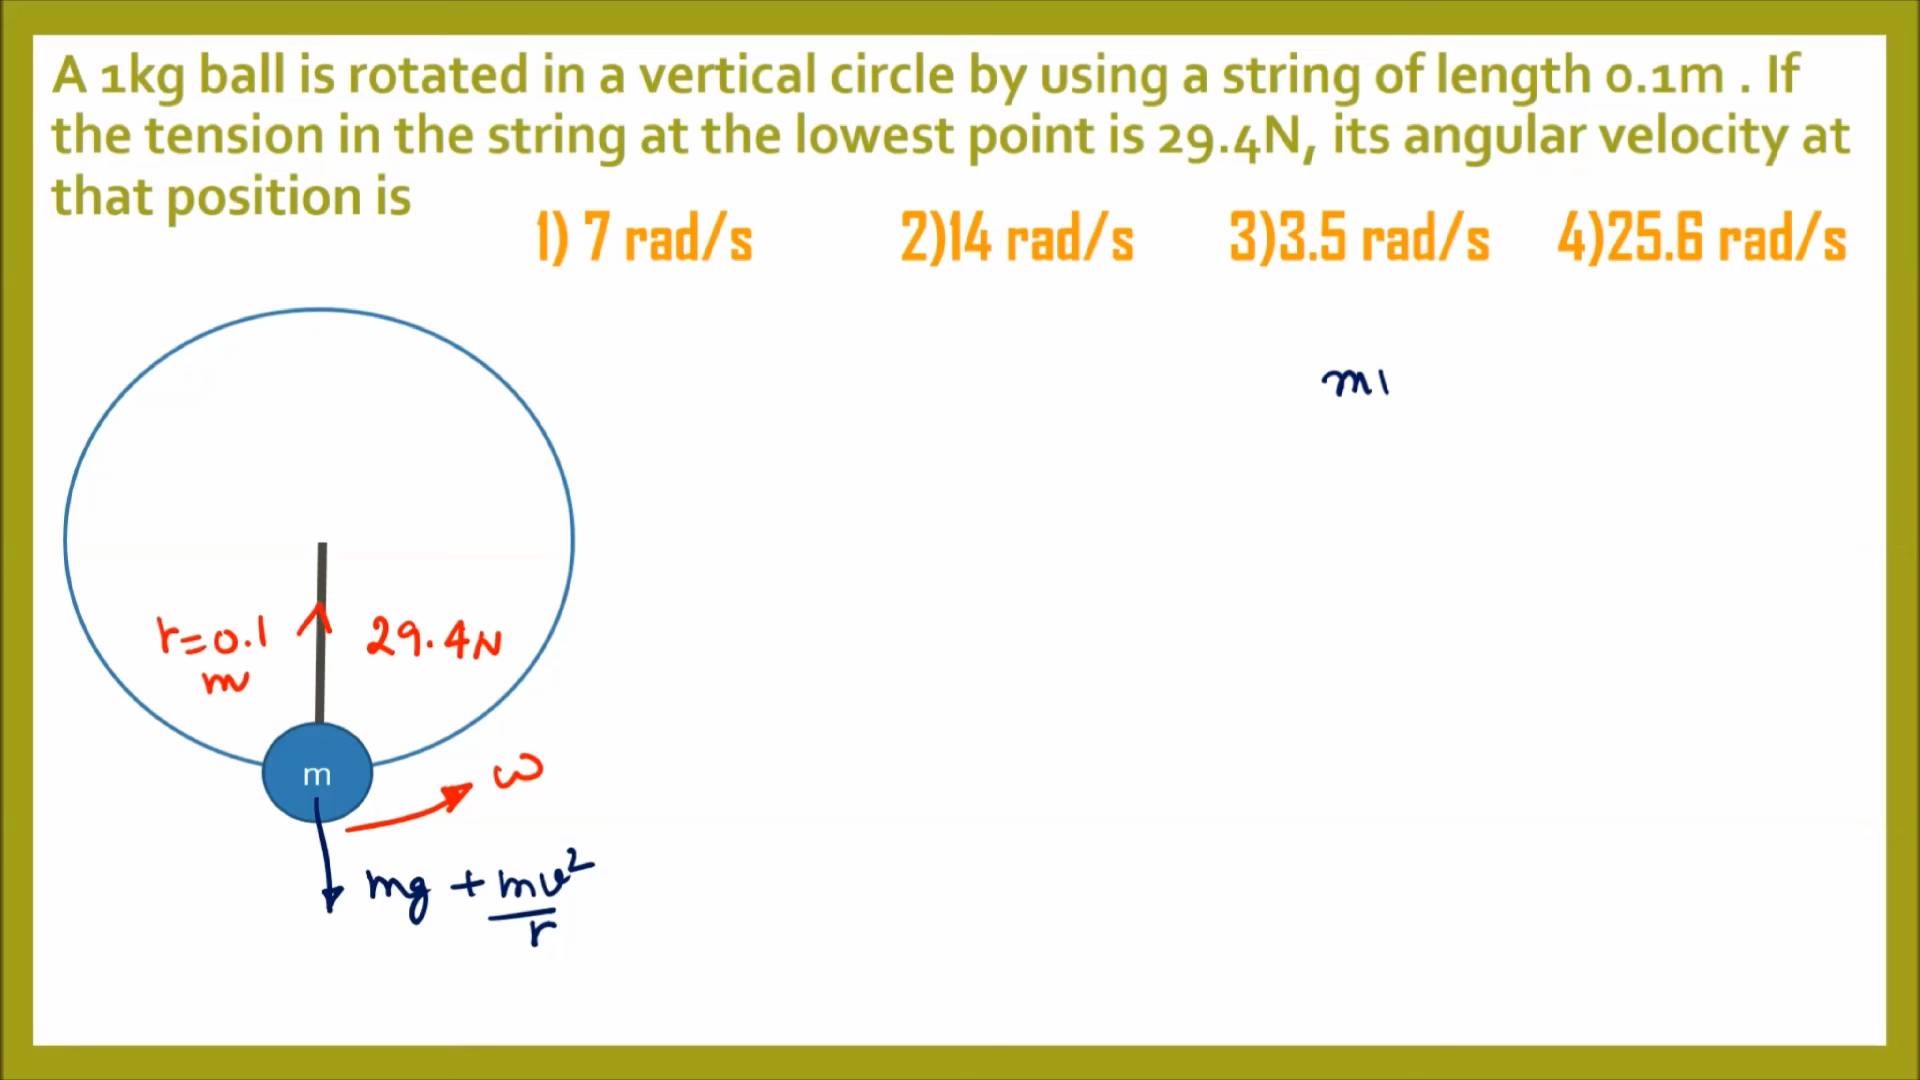 A 1kg ball is rotated in a vertical circle by using a string of length 0.1m . If
the tension in the string at the lowest point is 29.4N, its angular velocity at
that position is
1) 7 rad/s 2)14 rad/s 3)3.5 rad/s 4)25.6 rad/s
m1
r=0.1 29.4N
m
ω
m
mg + mv²
r